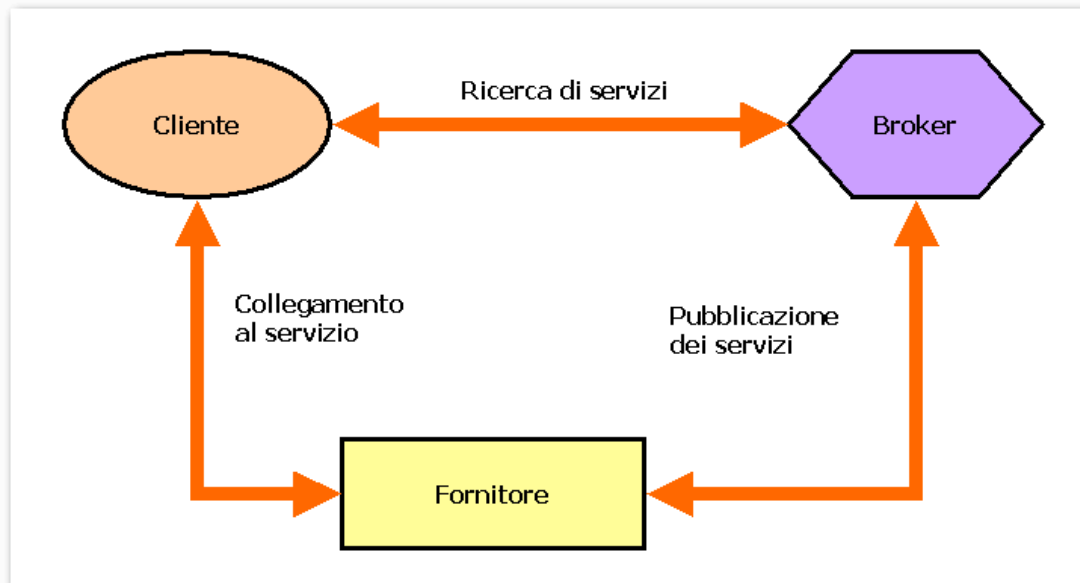 Ricerca di servizi
Cliente
Broker
Collegamento
al servizio
Pubblicazione
dei servizi
Fornitore